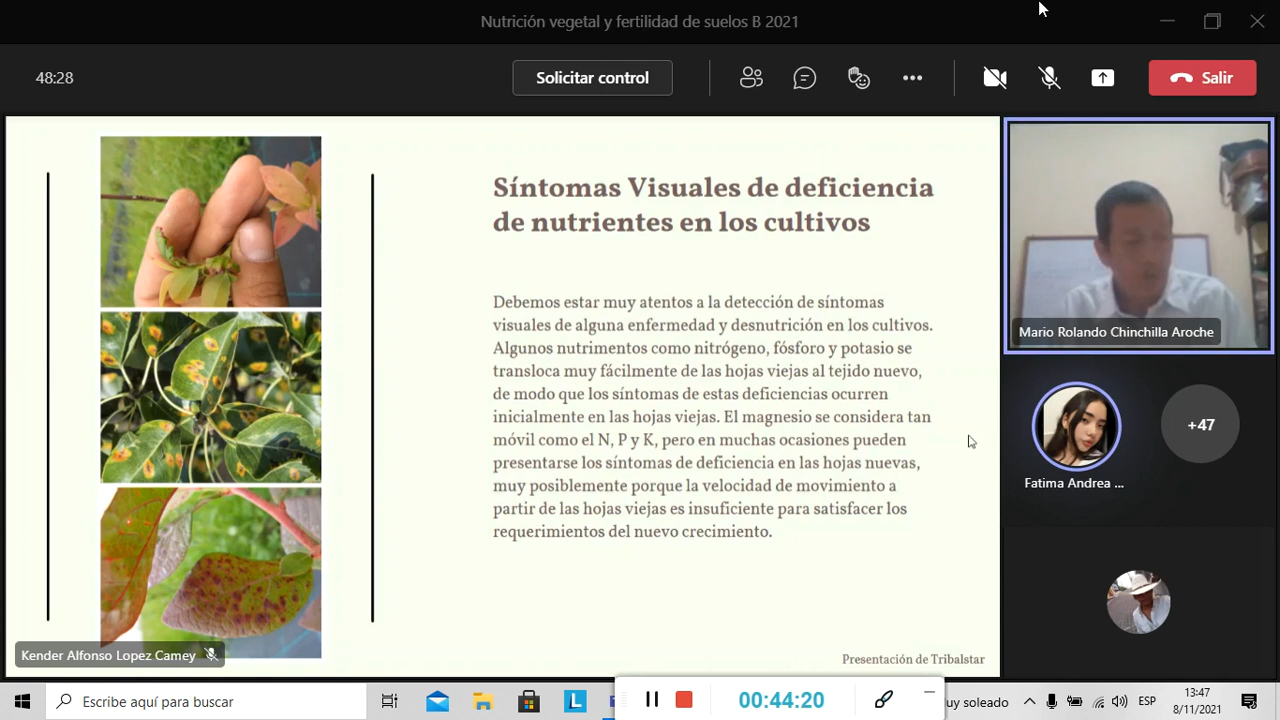 Nutrición vegetal y fertilidad de suelos B 2021
48:28
Solicitar control
Salir
Síntomas Visuales de deficiencia
de nutrientes en los cultivos
Debemos estar muy atentos a la detección de síntomas
visuales de alguna enfermedad y desnutrición en los cultivos.
Algunos nutrimentos como nitrógeno, fósforo y potasio se
transloca muy fácilmente de las hojas viejas al tejido nuevo,
de modo que los síntomas de estas deficiencias ocurren
inicialmente en las hojas viejas. El magnesio se considera tan
móvil como el N, P y K, pero en muchas ocasiones pueden
presentarse los síntomas de deficiencia en las hojas nuevas,
muy posiblemente porque la velocidad de movimiento a
partir de las hojas viejas es insuficiente para satisfacer los
requerimientos del nuevo crecimiento.
Presentación de Tribalstar
Kender Alfonso Lopez Camey
Mario Rolando Chinchilla Aroche
Fatima Andrea ...
+47
Escribe aquí para buscar
L
00:44:20
uy soleado
ESP
13:47
8/11/2021